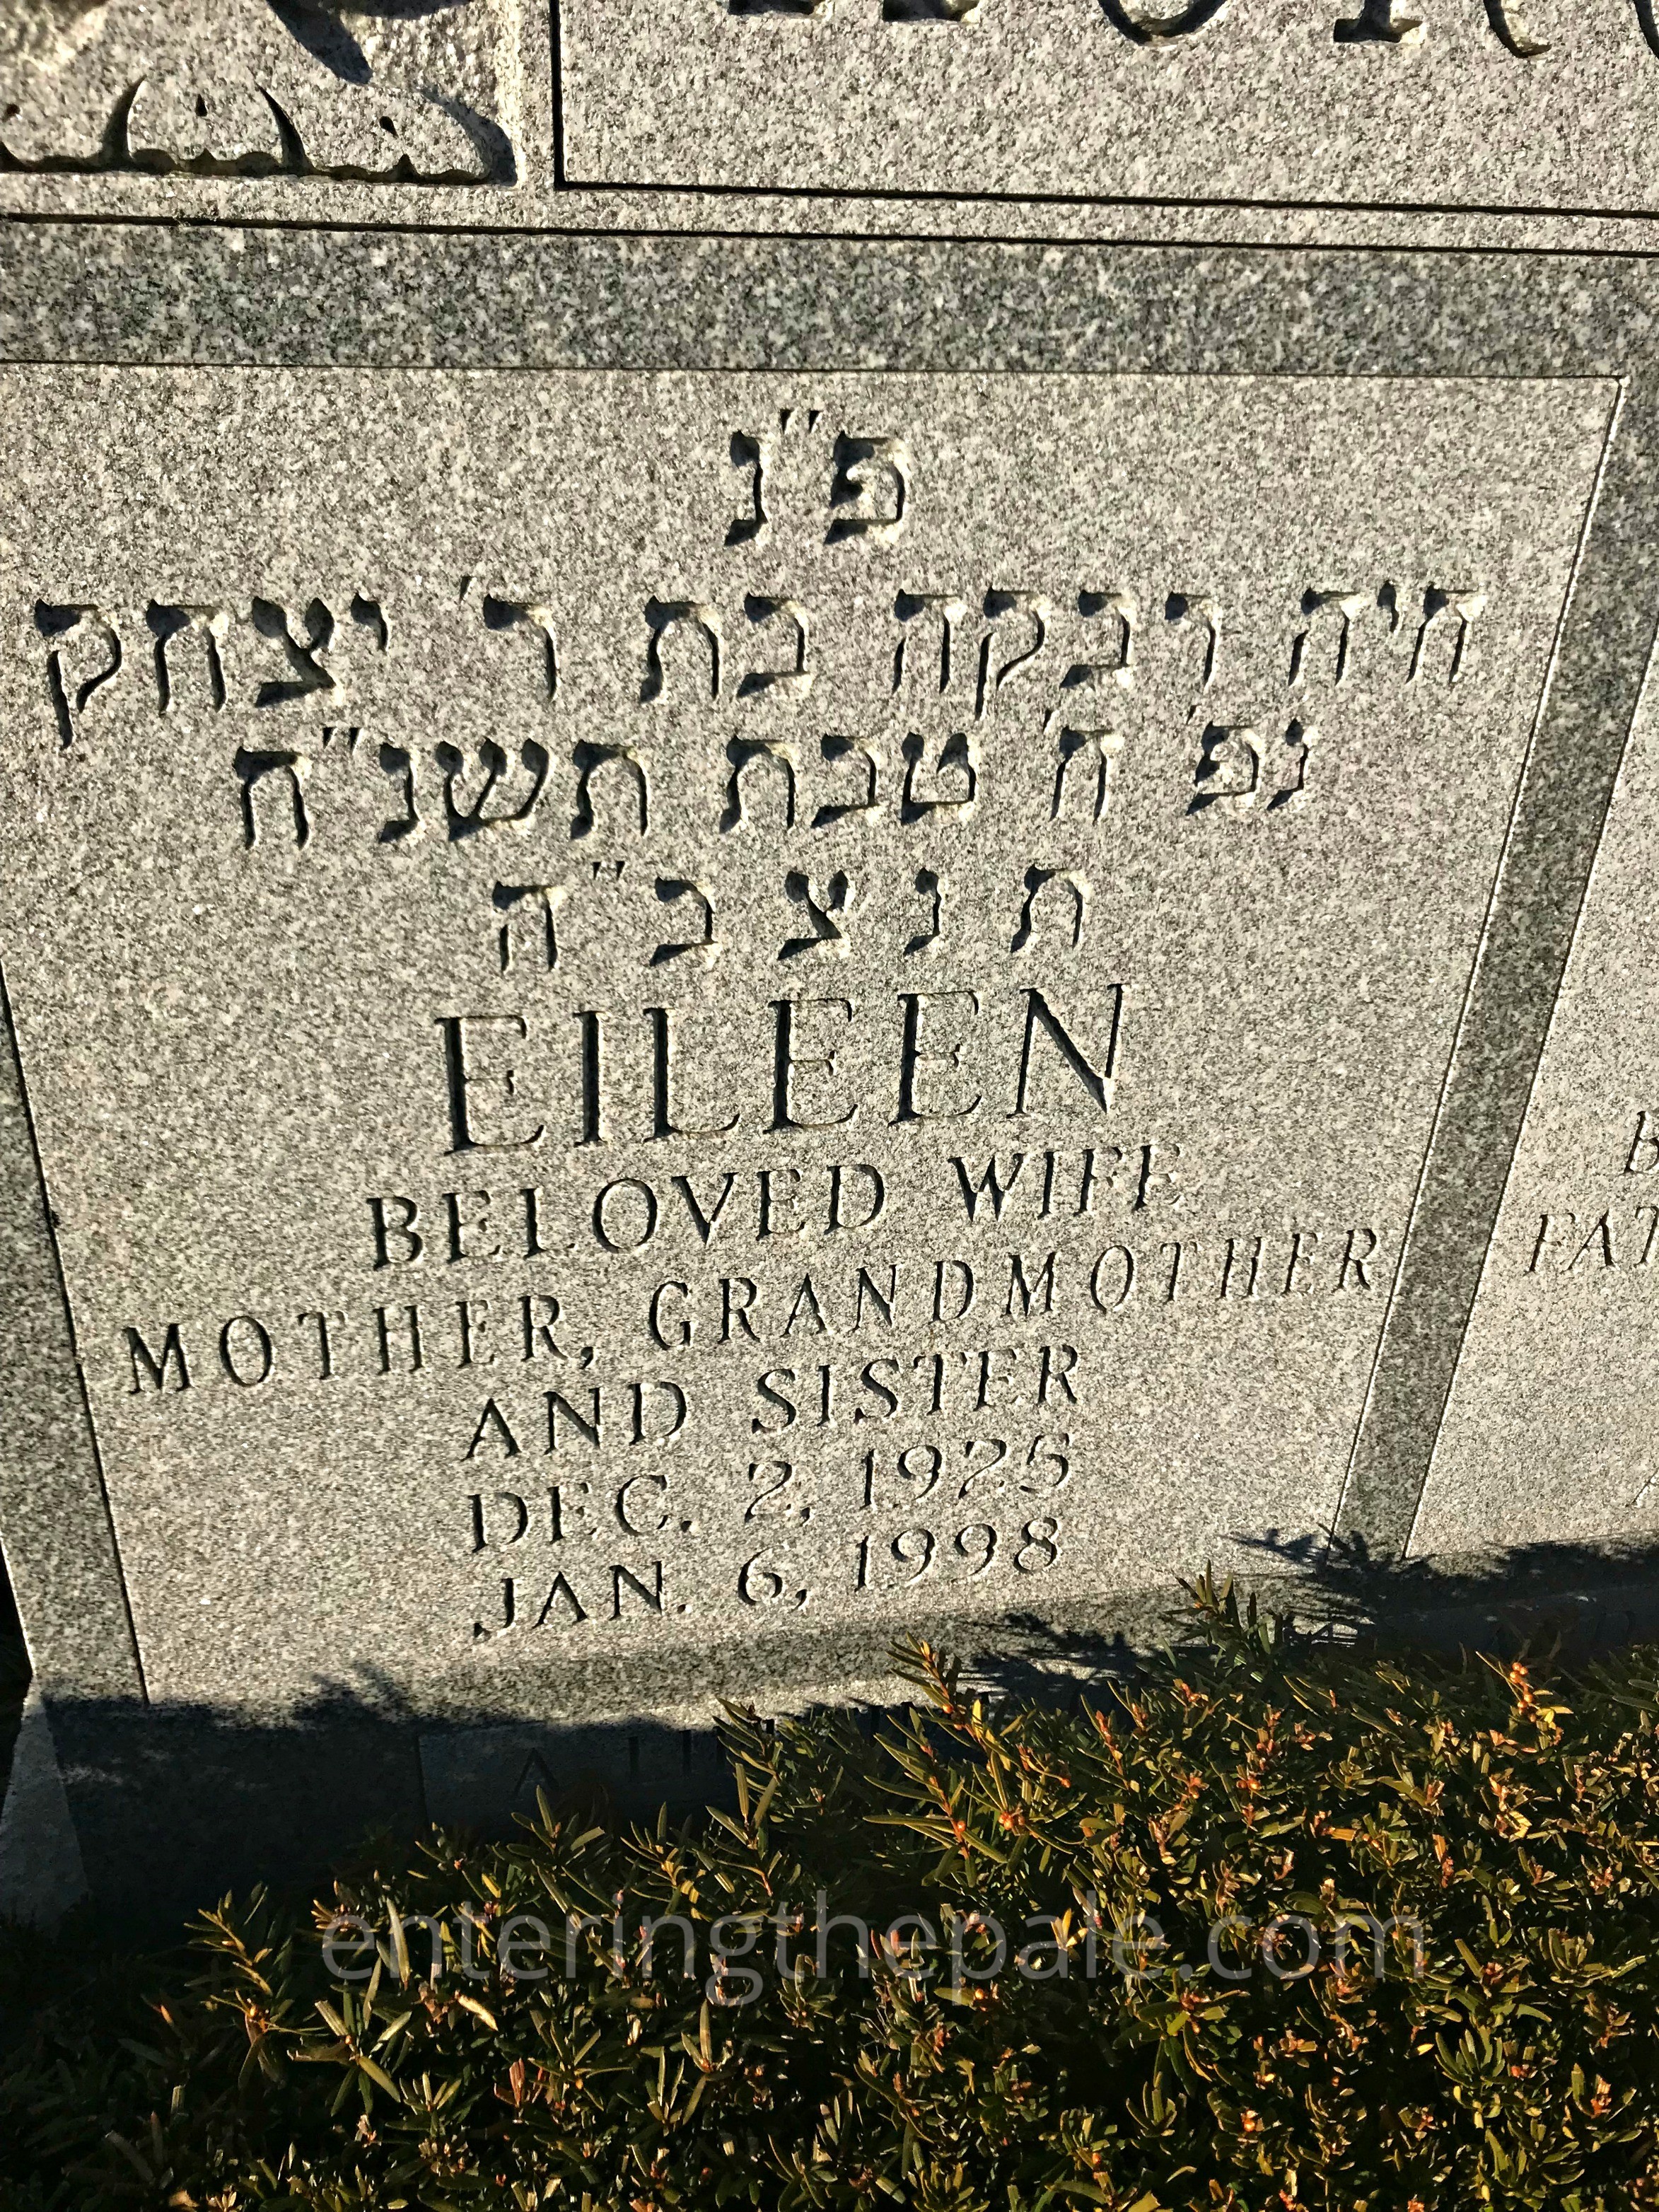 פ"נ
חיה רבקה בת ר' יצחק
נפ' ח' טבת תשנ"ח
ת נ צ ב"ה
EILEEN
BELOVED WIFE
MOTHER, GRANDMOTHER
AND SISTER
DEC. 2, 1925
JAN. 6, 1998
enteringthepale.com